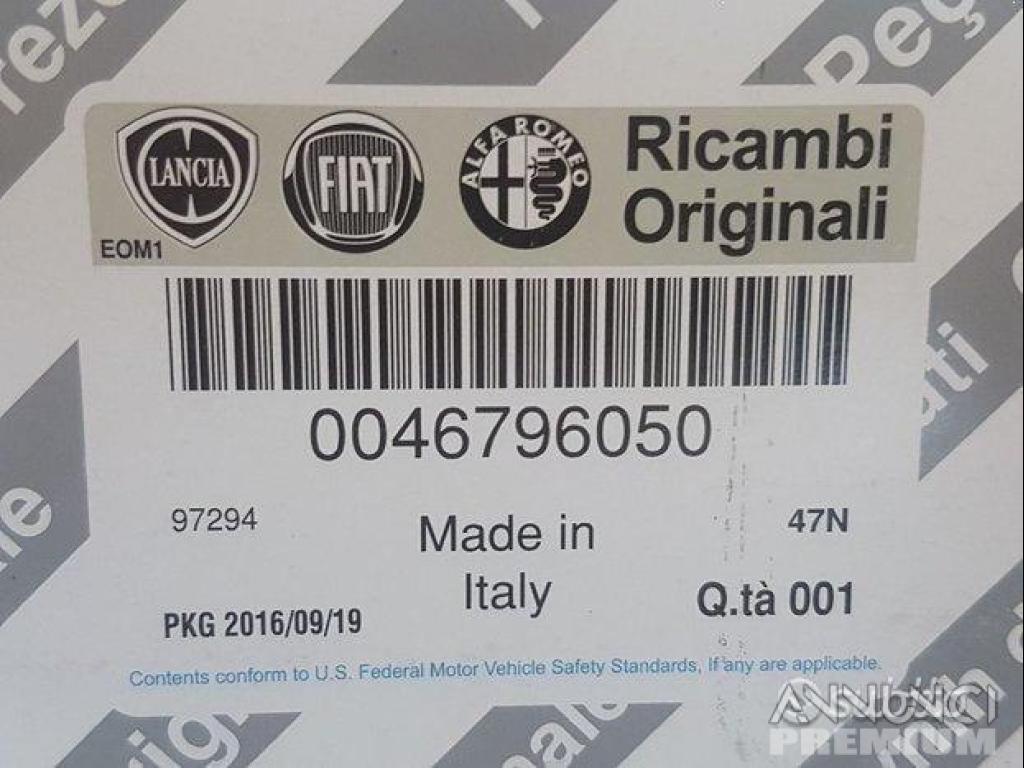 LANCIA
FIAT
ALFA ROMEO
Ricambi
Originali
EOM1
0046796050
97294
Made in
Italy
47N
PKG 2016/09/19
Q.tà 001
Contents conform to U.S. Federal Motor Vehicle Safety Standards, If any are applicable.
ANNUNCI
PREMIUM